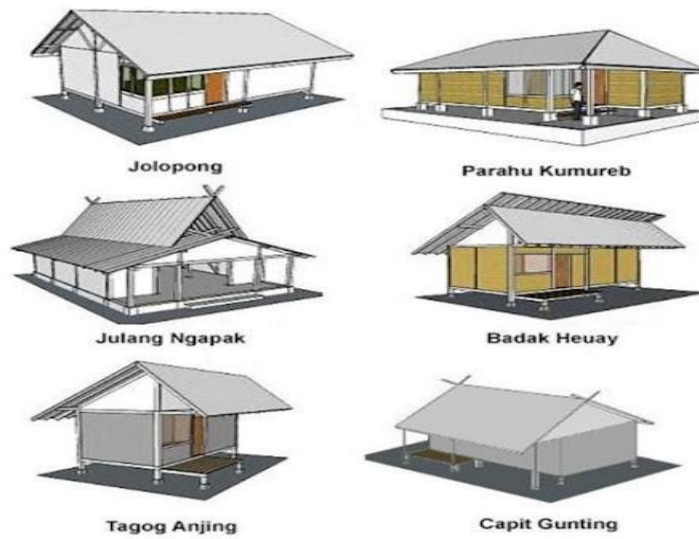 Jolopong
Parahu Kumureb
Julang Ngapak
Badak Heuay
Tagog Anjing
Capit Gunting